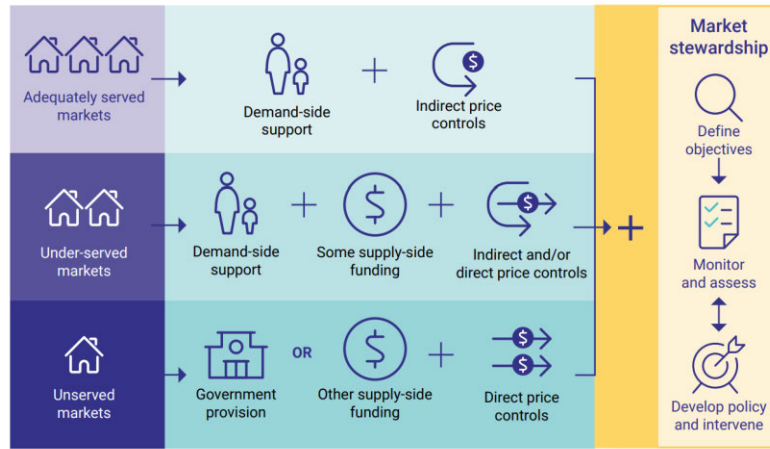 Adequately served
markets
Demand-side
support
+
$
Indirect price
controls
Under-served
markets
Demand-side
support
+
$
Some supply-side
funding
+
$
Indirect and/or
direct price controls
Unserved
markets
Government
provision
OR
$
Other supply-side
funding
+
$
$
Direct price
controls
+
Market
stewardship
Define
objectives
Monitor
and assess
Develop policy
and intervene